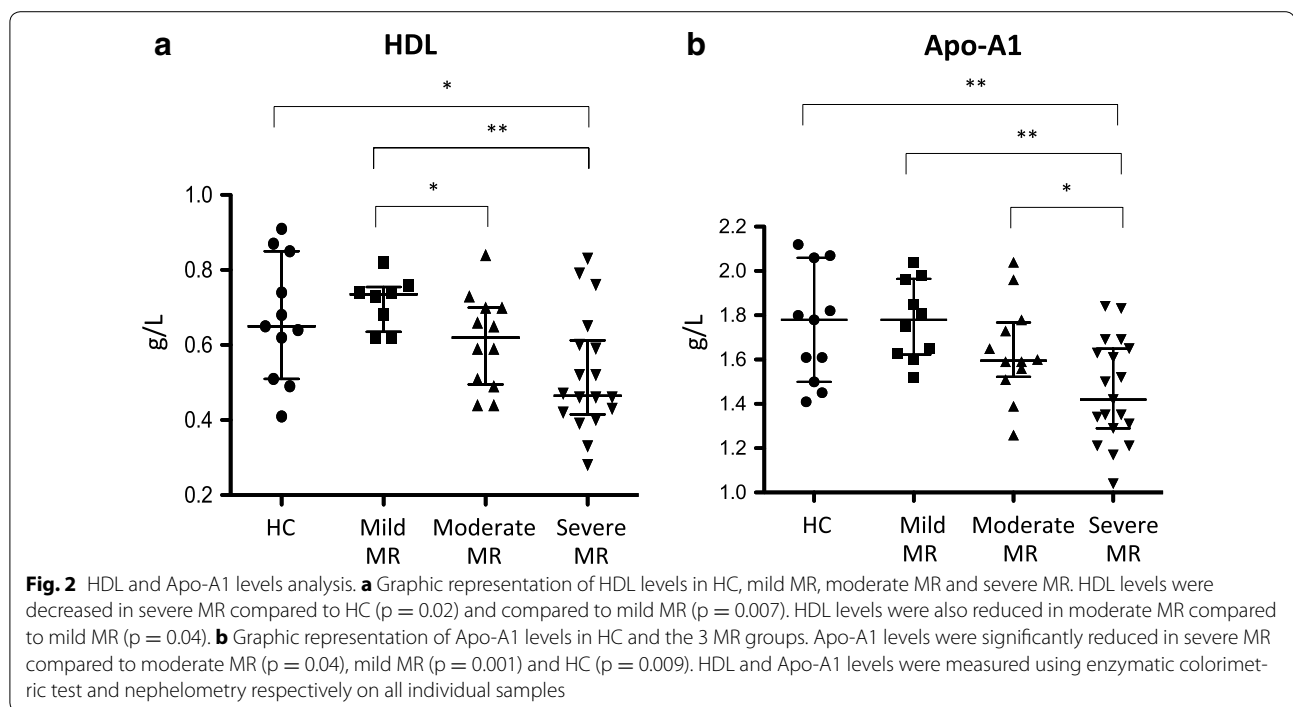 a
HDL
*
**
*
1.0
0.8
0.6
0.4
0.2
g/L
HC
Mild
MR
Moderate
MR
Severe
MR
b
Apo-A1
**
**
*
2.2
2.0
1.8
1.6
1.4
1.2
1.0
g/L
HC
Mild
MR
Moderate
MR
Severe
MR
Fig. 2 HDL and Apo-A1 levels analysis. a Graphic representation of HDL levels in HC, mild MR, moderate MR and severe MR. HDL levels were
decreased in severe MR compared to HC (p = 0.02) and compared to mild MR (p = 0.007). HDL levels were also reduced in moderate MR compared
to mild MR (p = 0.04). b Graphic representation of Apo-A1 levels in HC and the 3 MR groups. Apo-A1 levels were significantly reduced in severe MR
compared to moderate MR (p = 0.04), mild MR (p = 0.001) and HC (p = 0.009). HDL and Apo-A1 levels were measured using enzymatic colorimet-
ric test and nephelometry respectively on all individual samples